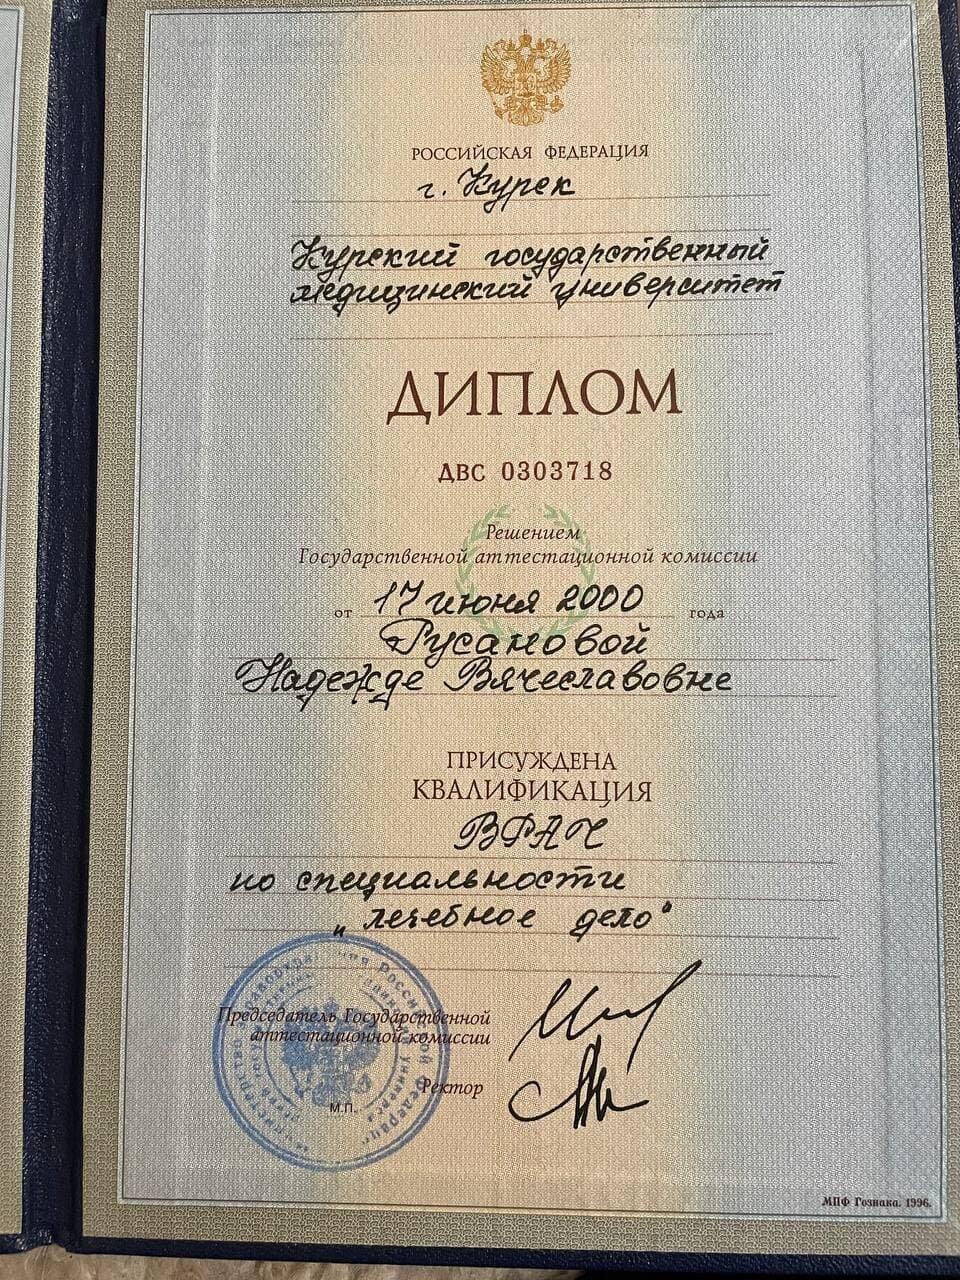 РОССИЙСКАЯ ФЕДЕРАЦИЯ
г. Курск
Курский государственный
медицинский университет
ДИПЛОМ
ДВС 0303718
Решением
Государственной аттестационной комиссии
от 17 июня 2000 года
Русановой
Надежде Вячеславовне
ПРИСУЖДЕНА
КВАЛИФИКАЦИЯ
ВРАЧ
по специальности
„лечебное дело“
Председатель Государственной
аттестационной комиссии
Ректор
М.П.
МПФ Гознака. 1996.